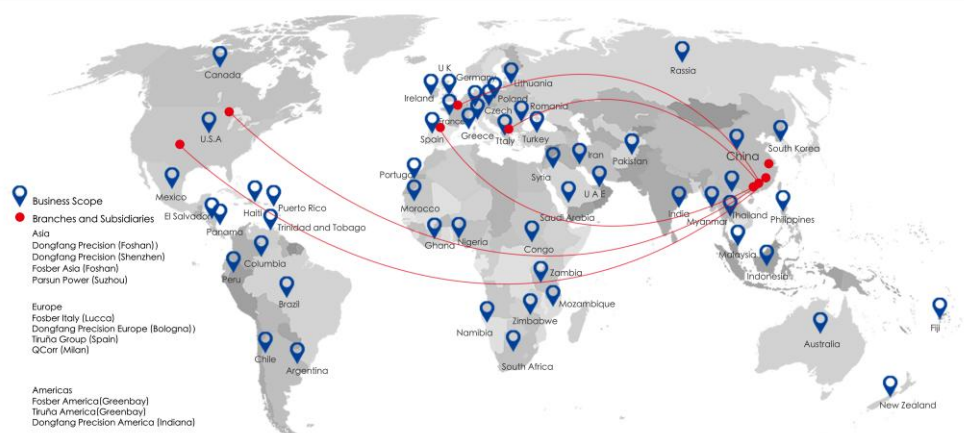 Canada
U.S.A
Mexico
El Salvador
Panama
Haiti
Puerto Rico
Trinidad and Tobago
Columbia
Peru
Brazil
Chile
Argentina
U K
Ireland
Germany
Lithuania
Poland
Czech
France
Romania
Spain
Greece
Ttaly
Turkey
Portuga
Morocco
Ghana
Nigeria
Syria
Iran
Pakistan
U A E
Saudi Arabia
Congo
Zambia
Mozambique
Zimbabwe
Namibia
South Africa
Rassia
China
South Korea
India
Myanmar
Thailand
Philippines
Malaysia
Indonesia
Australia
Fiji
New Zealand
Business Scope
Branches and Subsidiaries
Asia
Dongfang Precision (Foshan))
Dongfang Precision (Shenzhen)
Fosber Asia (Foshan)
Parsun Power (Suzhou)
Europe
Fosber Italy (Lucca)
Dongfang Precision Europe (Bologna))
Tiruña Group (Spain)
QCorr (Milan)
Americas
Fosber America(Greenbay)
Tiruña America(Greenbay)
Dongfang Precision America (Indiana)